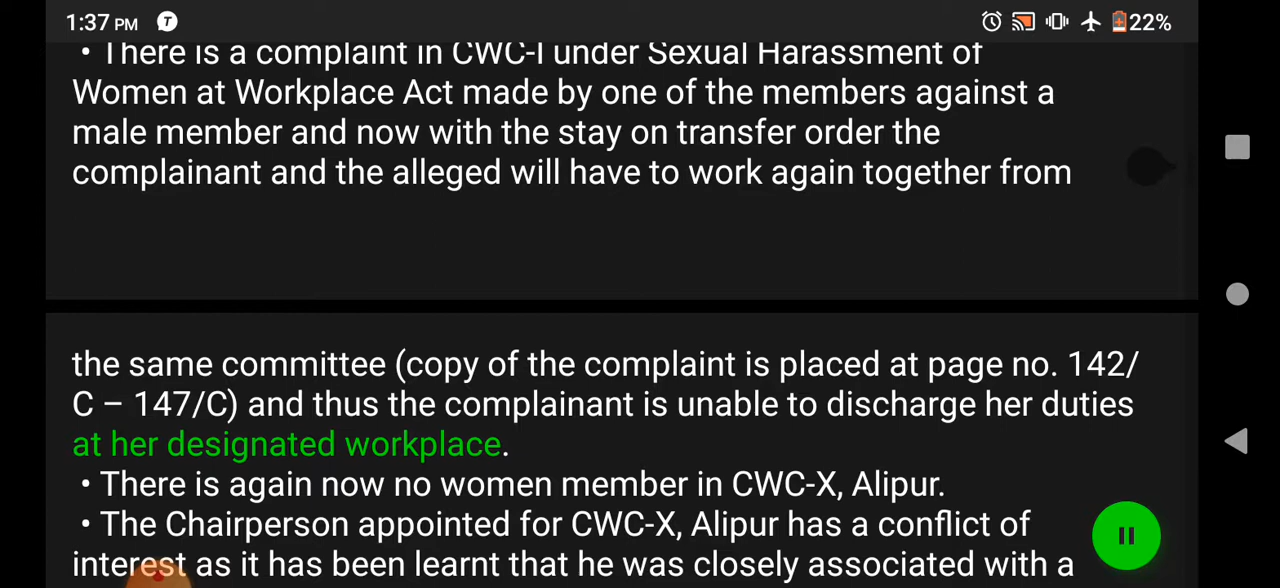 1:37 PM T 22%
• There is a complaint in CWC-I under Sexual Harassment of
Women at Workplace Act made by one of the members against a
male member and now with the stay on transfer order the
complainant and the alleged will have to work again together from
the same committee (copy of the complaint is placed at page no. 142/
C – 147/C) and thus the complainant is unable to discharge her duties
at her designated workplace.
• There is again now no women member in CWC-X, Alipur.
• The Chairperson appointed for CWC-X, Alipur has a conflict of
interest as it has been learnt that he was closely associated with a